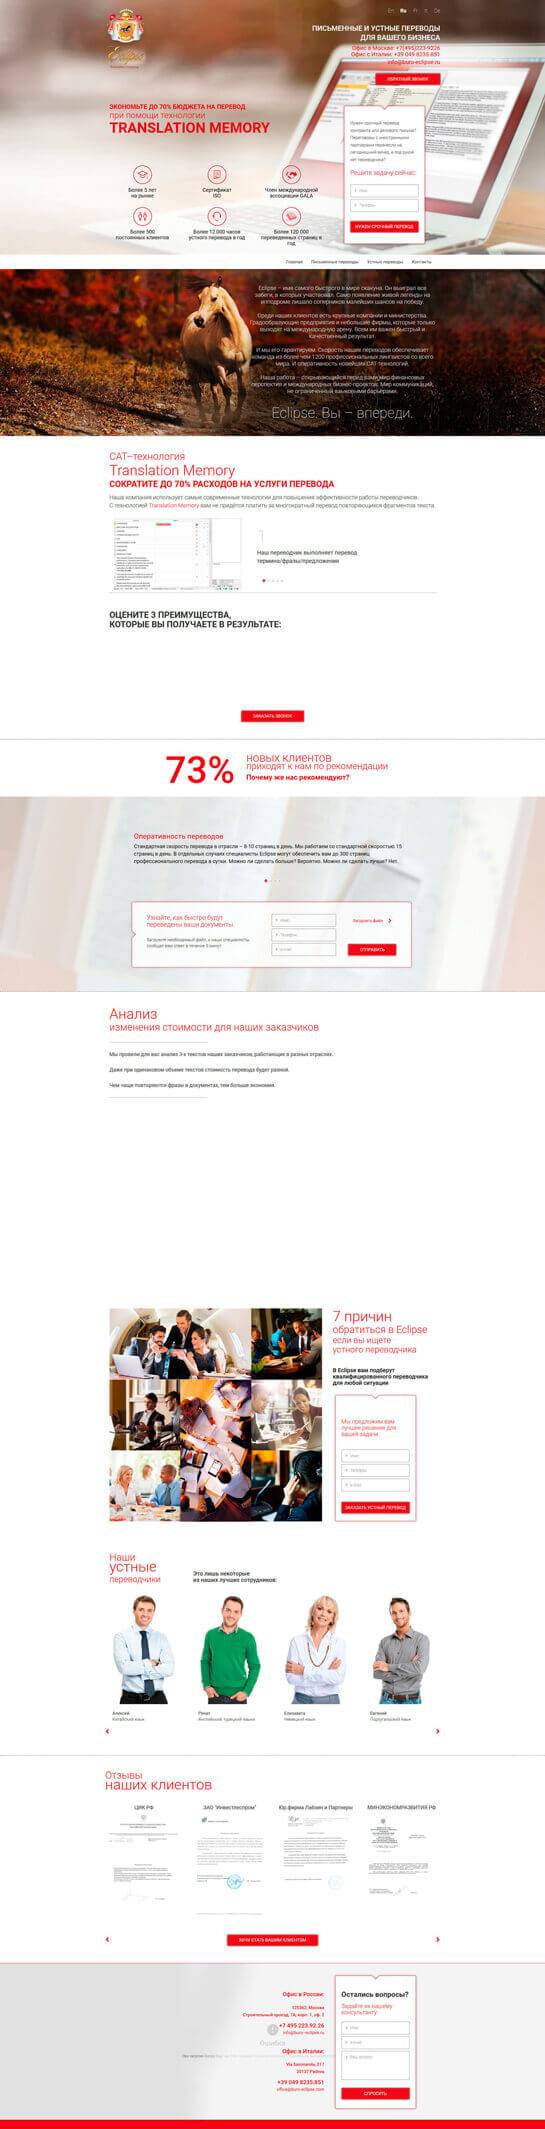 En Ru Fr It De
Eclipse
ПИСЬМЕННЫЕ И УСТНЫЕ ПЕРЕВОДЫ
ДЛЯ ВАШЕГО БИЗНЕСА
Офис в Москве: +7(495)223-9226
Офис с Италии: +39 049 8235.851
info@buro-eclipse.ru
ОБРАТНЫЙ ЗВОНОК
ЭКОНОМЬТЕ ДО 70% БЮДЖЕТА НА ПЕРЕВОД
при помощи технологии
TRANSLATION MEMORY
Более 5 лет
на рынке
Сертификат
ISO
Член международной
ассоциации GALA
Более 500
постоянных клиентов
Более 12.000 часов
устного перевода в год
Более 120 000
переведенных страниц в
год
Нужен срочный перевод
контракта или делового письма?
Переговоры с иностранными
партнерами перенесли на
сегодняшний вечер, а под рукой
нет переводчика?
Решите задачу сейчас:
Имя
Телефон
НУЖЕН СРОЧНЫЙ ПЕРЕВОД
Главная Письменные переводы Устные переводы Контакты
Eclipse – имя самого быстрого в мире скакуна. Он выиграл все
забеги, в которых участвовал. Само появление живой легенды на
ипподроме лишало соперников малейших шансов на победу.
Среди наших клиентов есть крупные компании и министерства.
Градообразующие предприятия и небольшие фирмы, которые только
выходят на международную арену. Всем им важен быстрый и
качественный результат.
И мы его гарантируем. Скорость наших переводов обеспечивает
команда из более чем 1200 профессиональных лингвистов со всего
мира. И оперативность новейших CAT-технологий.
Наша работа – открывающийся перед вами мир финансовых
перспектив и международных бизнес-проектов. Мир коммуникаций,
не ограниченный языковыми барьерами.
Eclipse. Вы – впереди.
CAT–технология
Translation Memory
СОКРАТИТЕ ДО 70% РАСХОДОВ НА УСЛУГИ ПЕРЕВОДА
Наша компания использует самые современные технологии для повышения эффективности работы переводчиков.
С технологией Translation Memory вам не придётся платить за многократный перевод повторяющихся фрагментов текста.
1
Наш переводчик выполняет перевод
термина/фразы/предложения
ОЦЕНИТЕ 3 ПРЕИМУЩЕСТВА,
КОТОРЫЕ ВЫ ПОЛУЧАЕТЕ В РЕЗУЛЬТАТЕ:
ЗАКАЗАТЬ ЗВОНОК
73%
новых клиентов
приходят к нам по рекомендации
Почему же нас рекомендуют?
Оперативность переводов
Стандартная скорость перевода в отрасли – 8-10 страниц в день. Мы работаем со стандартной скоростью 15
страниц в день. В отдельных случаях специалисты Eclipse могут обеспечить вам до 300 страниц
профессионального перевода в сутки. Можно ли сделать больше? Вероятно. Можно ли сделать лучше? Нет.
Узнайте, как быстро будут
переведены ваши документы.
Загрузите необходимый файл, и наши специалисты
сообщат вам ответ в течение 5 минут
Имя
Телефон
e-mail
Загрузить файл
ОТПРАВИТЬ
Анализ
изменения стоимости для наших заказчиков
Мы провели для вас анализ 3-х текстов наших заказчиков, работающих в разных отраслях.
Даже при одинаковом объеме текстов стоимость перевода будет разной.
Чем чаще повторяются фразы в документах, тем больше экономия.
7 причин
обратиться в Eclipse
если вы ищете
устного переводчика
В Eclipse вам подберут
квалифицированного переводчика
для любой ситуации
Мы предложим вам
лучшее решение для
вашей задачи:
Имя
Телефон
e-mail
ЗАКАЗАТЬ УСТНЫЙ ПЕРЕВОД
Наши
устные
переводчики
Это лишь некоторые
из наших лучших сотрудников:
Алексей
Китайский язык
Ренат
Английский, турецкий языки
Елизавета
Немецкий язык
Евгений
Португальский язык
Отзывы
наших клиентов
ЦИК РФ
ЗАО "Инвестлеспром"
Юр.фирма Лабзин и Партнеры
МИНЭКОНОМРАЗВИТИЯ РФ
ХОЧУ СТАТЬ ВАШИМ КЛИЕНТОМ
Офис в России:
125362, Москва
Строительный проезд, 7А, корп. 1, оф. 2
+7 495 223.92.26
info@buro-eclipse.ru
Ошибка
Офис в Италии:
Via Sanmarula, 217
35137 Padova
+39 049 8235.851
office@buro-eclipse.com
Остались вопросы?
Задайте их нашему
консультанту:
Имя
e-mail
Ваш вопрос
СПРОСИТЬ